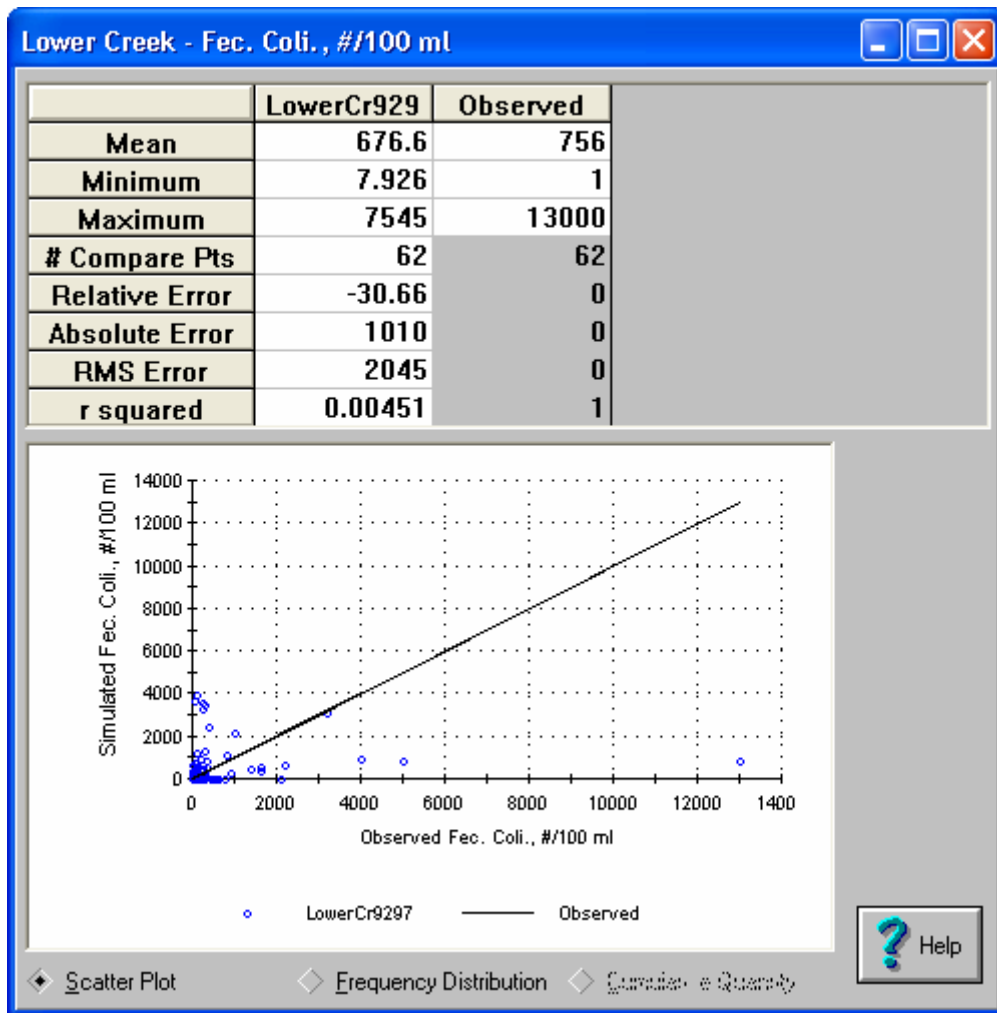 Lower Creek - Fec. Coli., #/100 ml
LowerCr929 Observed
Mean 676.6 756
Minimum 7.926 1
Maximum 7545 13000
# Compare Pts 62 62
Relative Error -30.66 0
Absolute Error 1010 0
RMS Error 2045 0
r squared 0.00451 1
Simulated Fec. Coli., #/100 ml
14000
12000
10000
8000
6000
4000
2000
0
0 2000 4000 6000 8000 10000 12000 1400
Observed Fec. Coli., #/100 ml
LowerCr9297 Observed
Help
Scatter Plot Frequency Distribution